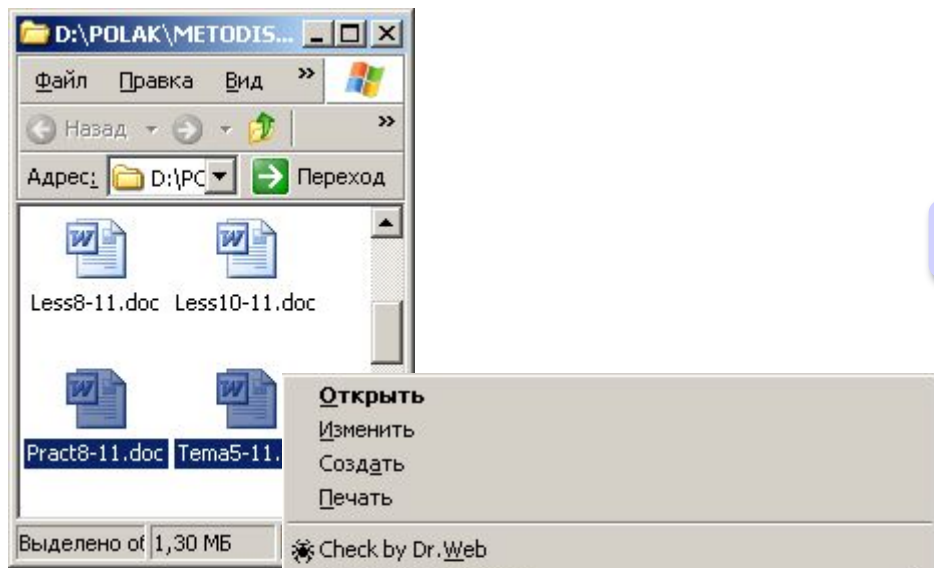 D:\POLAK\METODIS...
Файл Правка Вид »
Назад »
Адрес: D:\PC Переход
Less8-11.doc Less10-11.doc
Pract8-11.doc Tema5-11.
Открыть
Изменить
Создать
Печать
Выделено 1,30 МБ
Check by Dr.Web